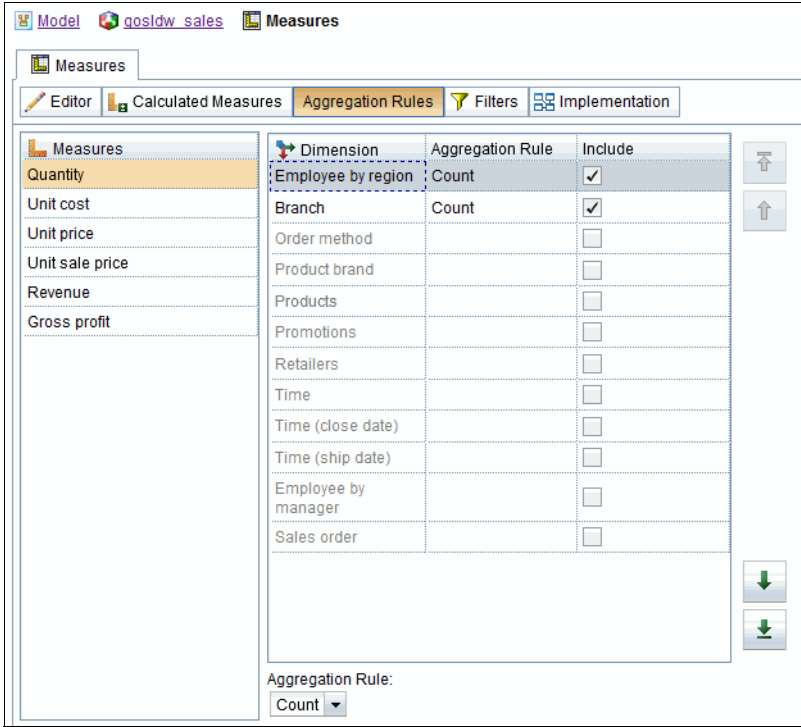 Model gosldw_sales Measures
Measures
Editor Calculated Measures Aggregation Rules Filters Implementation
Measures
Quantity
Unit cost
Unit price
Unit sale price
Revenue
Gross profit
Dimension Aggregation Rule Include
Employee by region Count
Branch Count
Order method
Product brand
Products
Promotions
Retailers
Time
Time (close date)
Time (ship date)
Employee by
manager
Sales order
Aggregation Rule:
Count